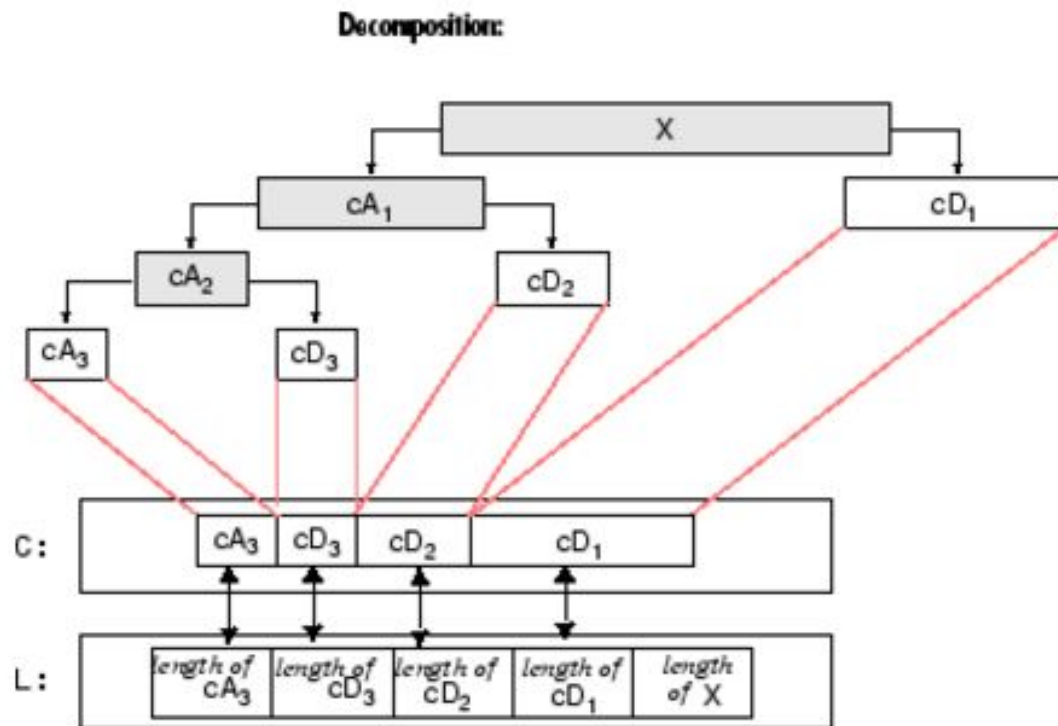 Decomposition:
X
cA1 cD1
cA2 cD2
cA3 cD3
C: cA3 cD3 cD2 cD1
L: length of cA3 length of cD3 length of cD2 length of cD1 length of X